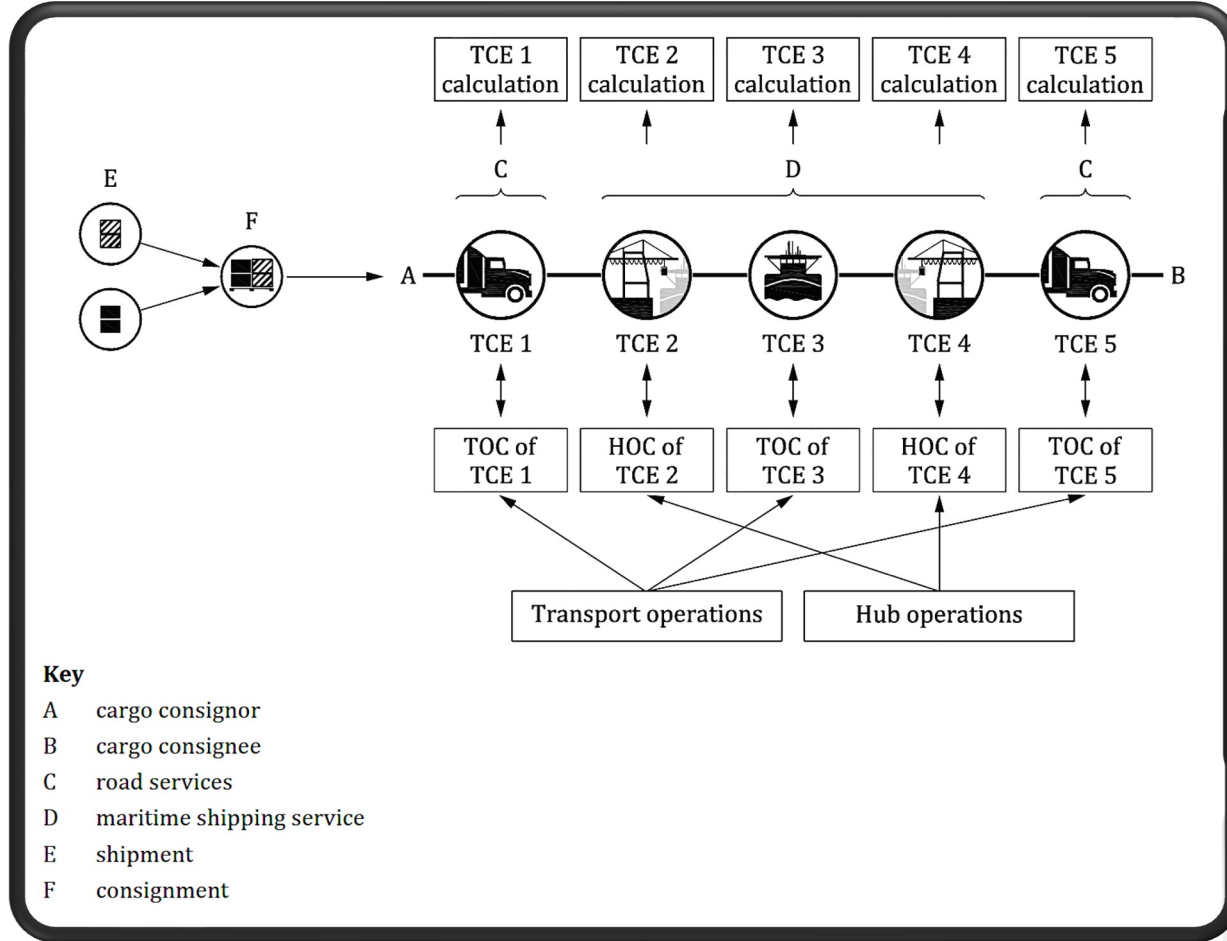 TCE 1 calculation
TCE 2 calculation
TCE 3 calculation
TCE 4 calculation
TCE 5 calculation
C
D
C
E
F
A
B
TCE 1
TCE 2
TCE 3
TCE 4
TCE 5
TOC of TCE 1
HOC of TCE 2
TOC of TCE 3
HOC of TCE 4
TOC of TCE 5
Transport operations
Hub operations
Key
A cargo consignor
B cargo consignee
C road services
D maritime shipping service
E shipment
F consignment